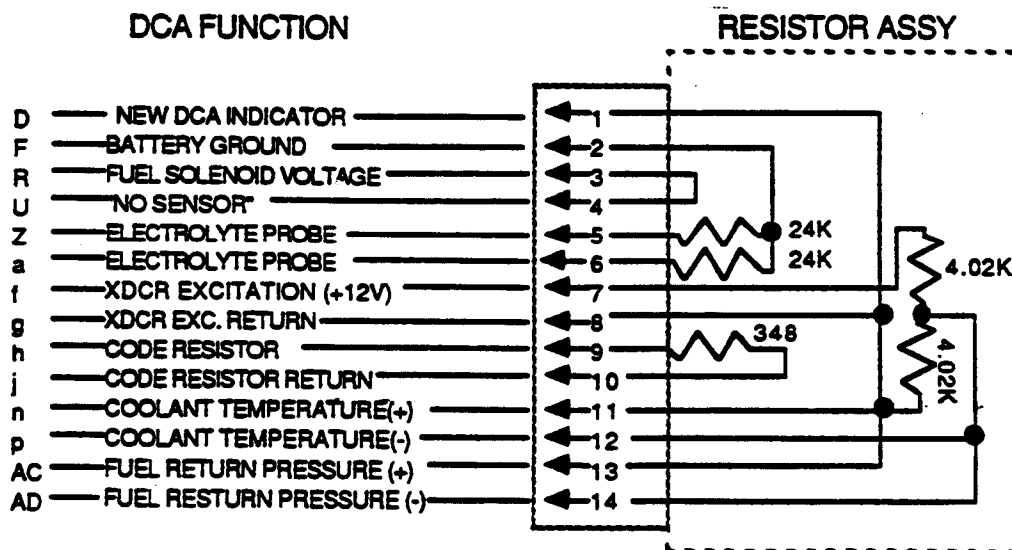 DCA FUNCTION RESISTOR ASSY
D NEW DCA INDICATOR 1
F BATTERY GROUND 2
R FUEL SOLENOID VOLTAGE 3
U "NO SENSOR" 4
Z ELECTROLYTE PROBE 5 24K
a ELECTROLYTE PROBE 6 24K
f XDCR EXCITATION (+12V) 7 4.02K
g XDCR EXC. RETURN 8
h CODE RESISTOR 9 348
j CODE RESISTOR RETURN 10 4.02K
n COOLANT TEMPERATURE(+) 11
p COOLANT TEMPERATURE(-) 12
AC FUEL RETURN PRESSURE (+) 13
AD FUEL RESTURN PRESSURE (-) 14